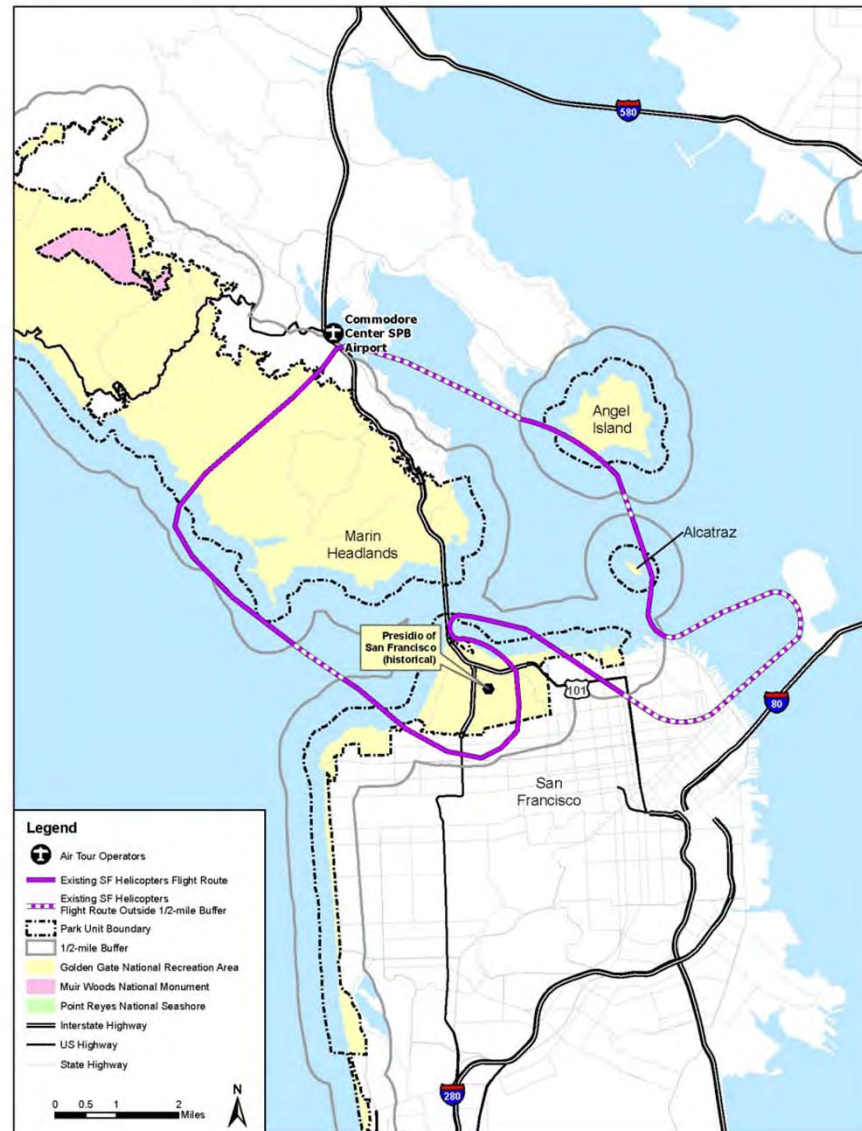 580
Commodore
Center SPB
Airport
Angel
Island
Alcatraz
Marin
Headlands
Presidio of
San Francisco
(historical)
101
80
San
Francisco
280
Legend
Air Tour Operators
Existing SF Helicopters Flight Route
Existing SF Helicopters
Flight Route Outside 1/2-mile Buffer
Park Unit Boundary
1/2-mile Buffer
Golden Gate National Recreation Area
Muir Woods National Monument
Point Reyes National Seashore
Interstate Highway
US Highway
State Highway
0 0.5 1 2
Miles
N